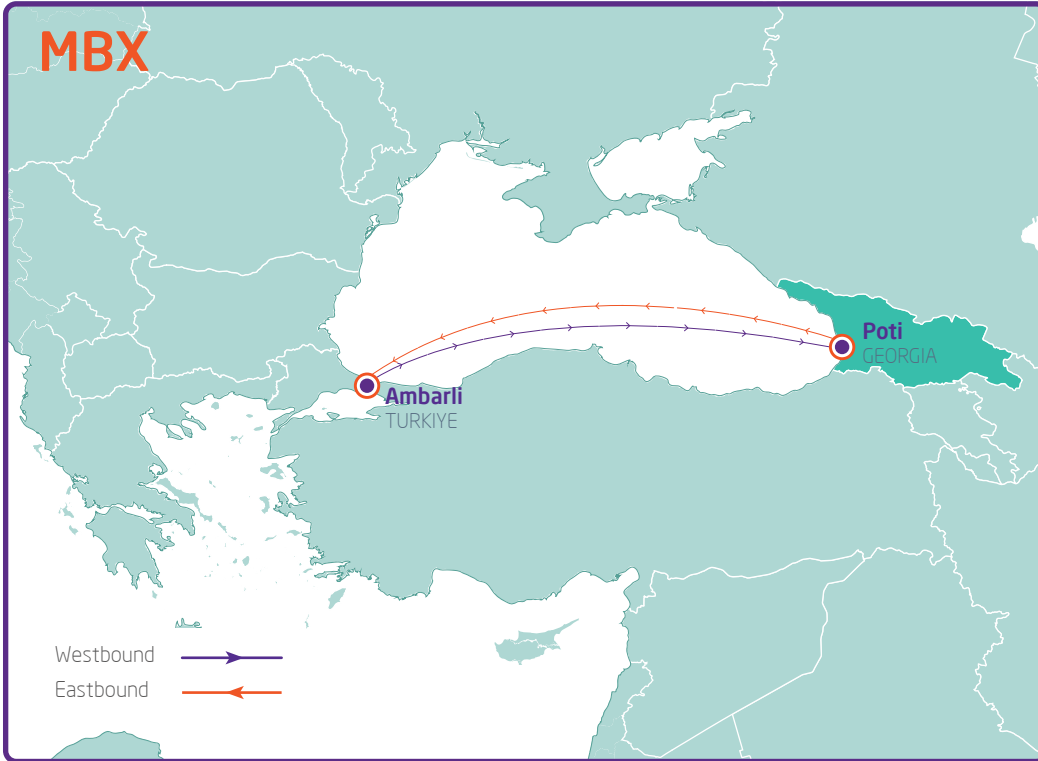 MBX
Poti
GEORGIA
Ambarli
TURKIYE
Westbound
Eastbound